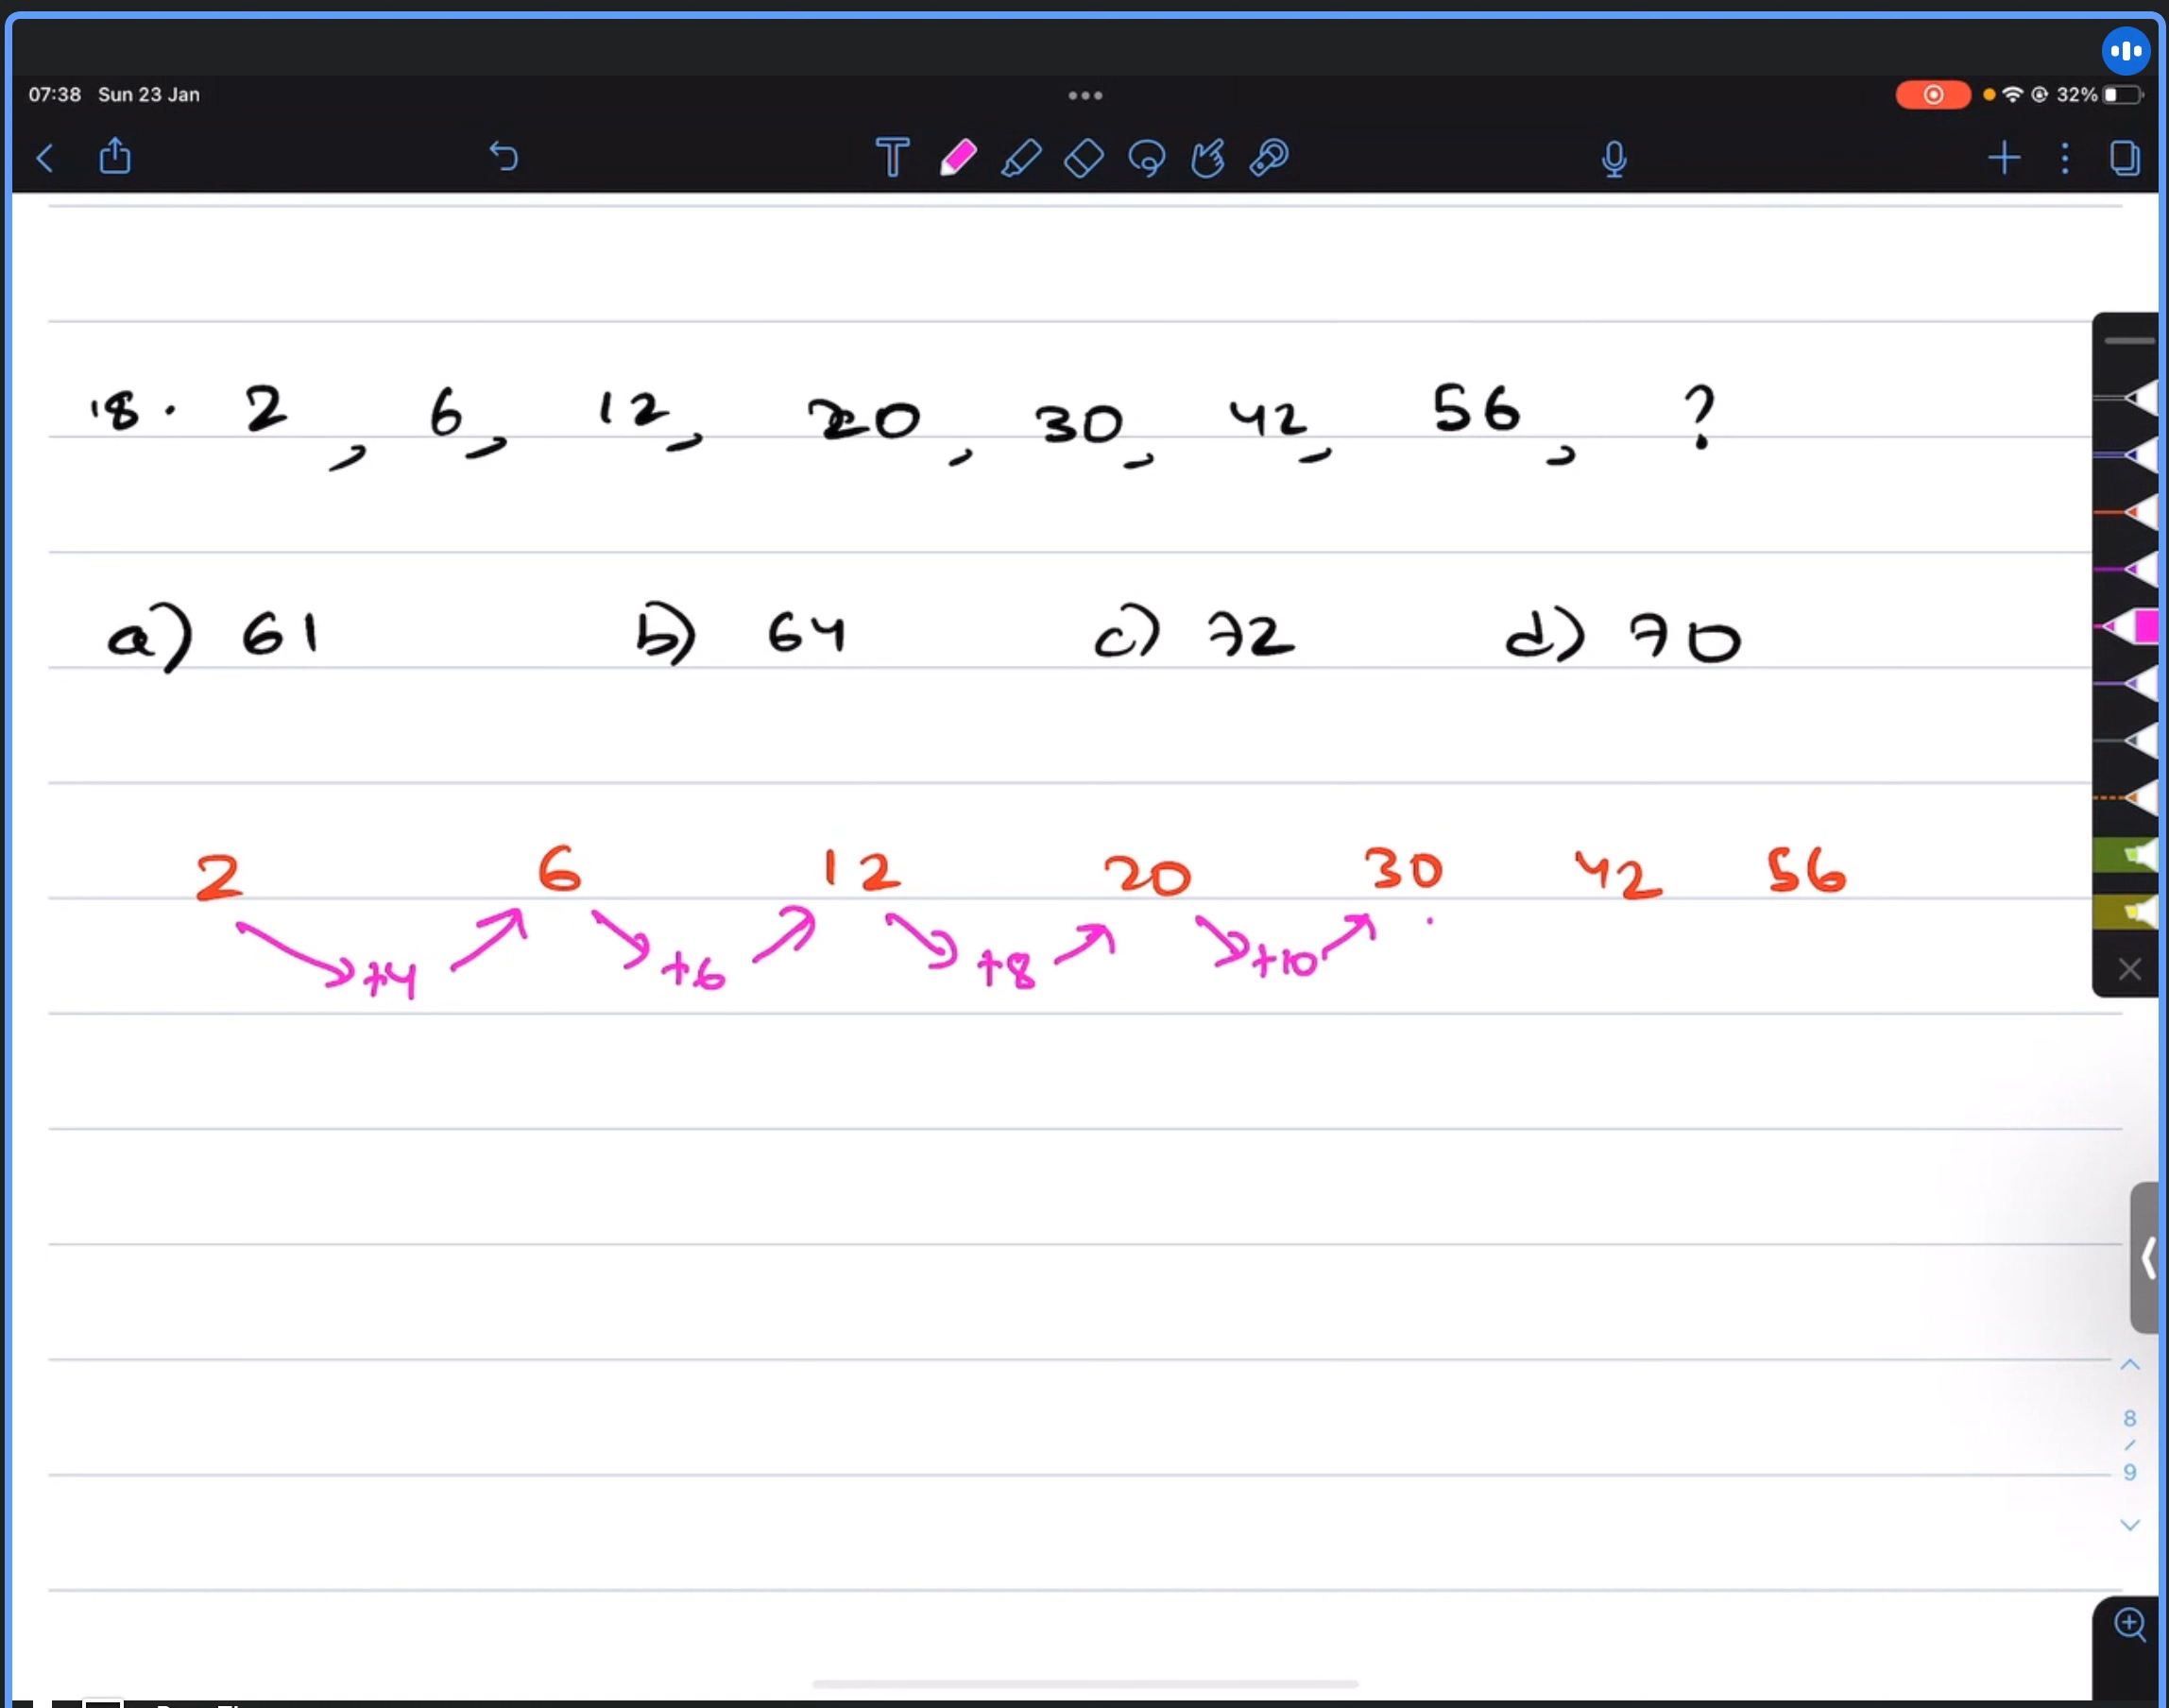 07:38 Sun 23 Jan
32%
T
18. 2, 6, 12, 20, 30, 42, 56, ?
a) 61 b) 64 c) 72 d) 70
2 6 12 20 30 42 56
+4 +6 +8 +10
8
/
9